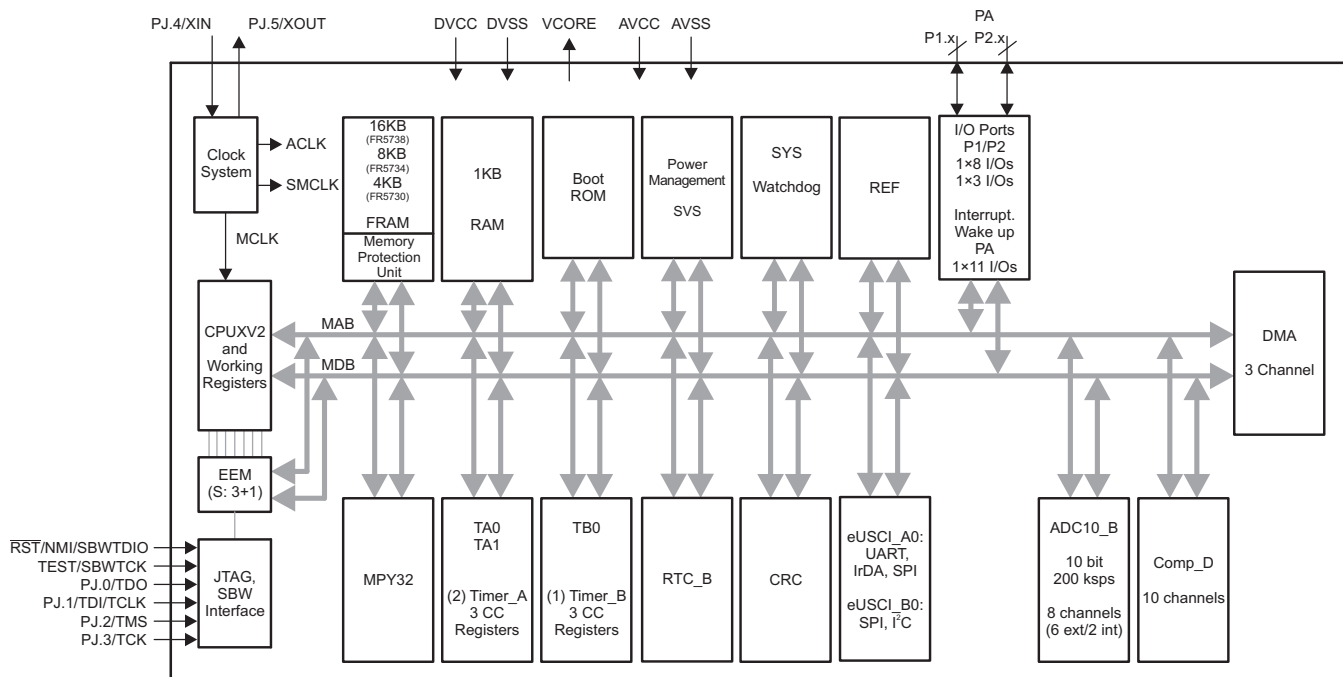 PJ.4/XIN
PJ.5/XOUT
DVCC
DVSS
VCORE
AVCC
AVSS
PA
P1.x
P2.x
Clock
System
ACLK
SMCLK
MCLK
16KB
(FR5738)
8KB
(FR5734)
4KB
(FR5730)
FRAM
Memory
Protection
Unit
1KB
RAM
Boot
ROM
Power
Management
SVS
SYS
Watchdog
REF
I/O Ports
P1/P2
1×8 I/Os
1×3 I/Os
Interrupt.
Wake up
PA
1×11 I/Os
CPUXV2
and
Working
Registers
MAB
MDB
DMA
3 Channel
EEM
(S: 3+1)
RST/NMI/SBWTDIO
TEST/SBWTCK
PJ.0/TDO
PJ.1/TDI/TCLK
PJ.2/TMS
PJ.3/TCK
JTAG,
SBW
Interface
MPY32
TA0
TA1
(2) Timer_A
3 CC
Registers
TB0
(1) Timer_B
3 CC
Registers
RTC_B
CRC
eUSCI_A0:
UART,
IrDA, SPI
eUSCI_B0:
SPI, I²C
ADC10_B
10 bit
200 ksps
8 channels
(6 ext/2 int)
Comp_D
10 channels